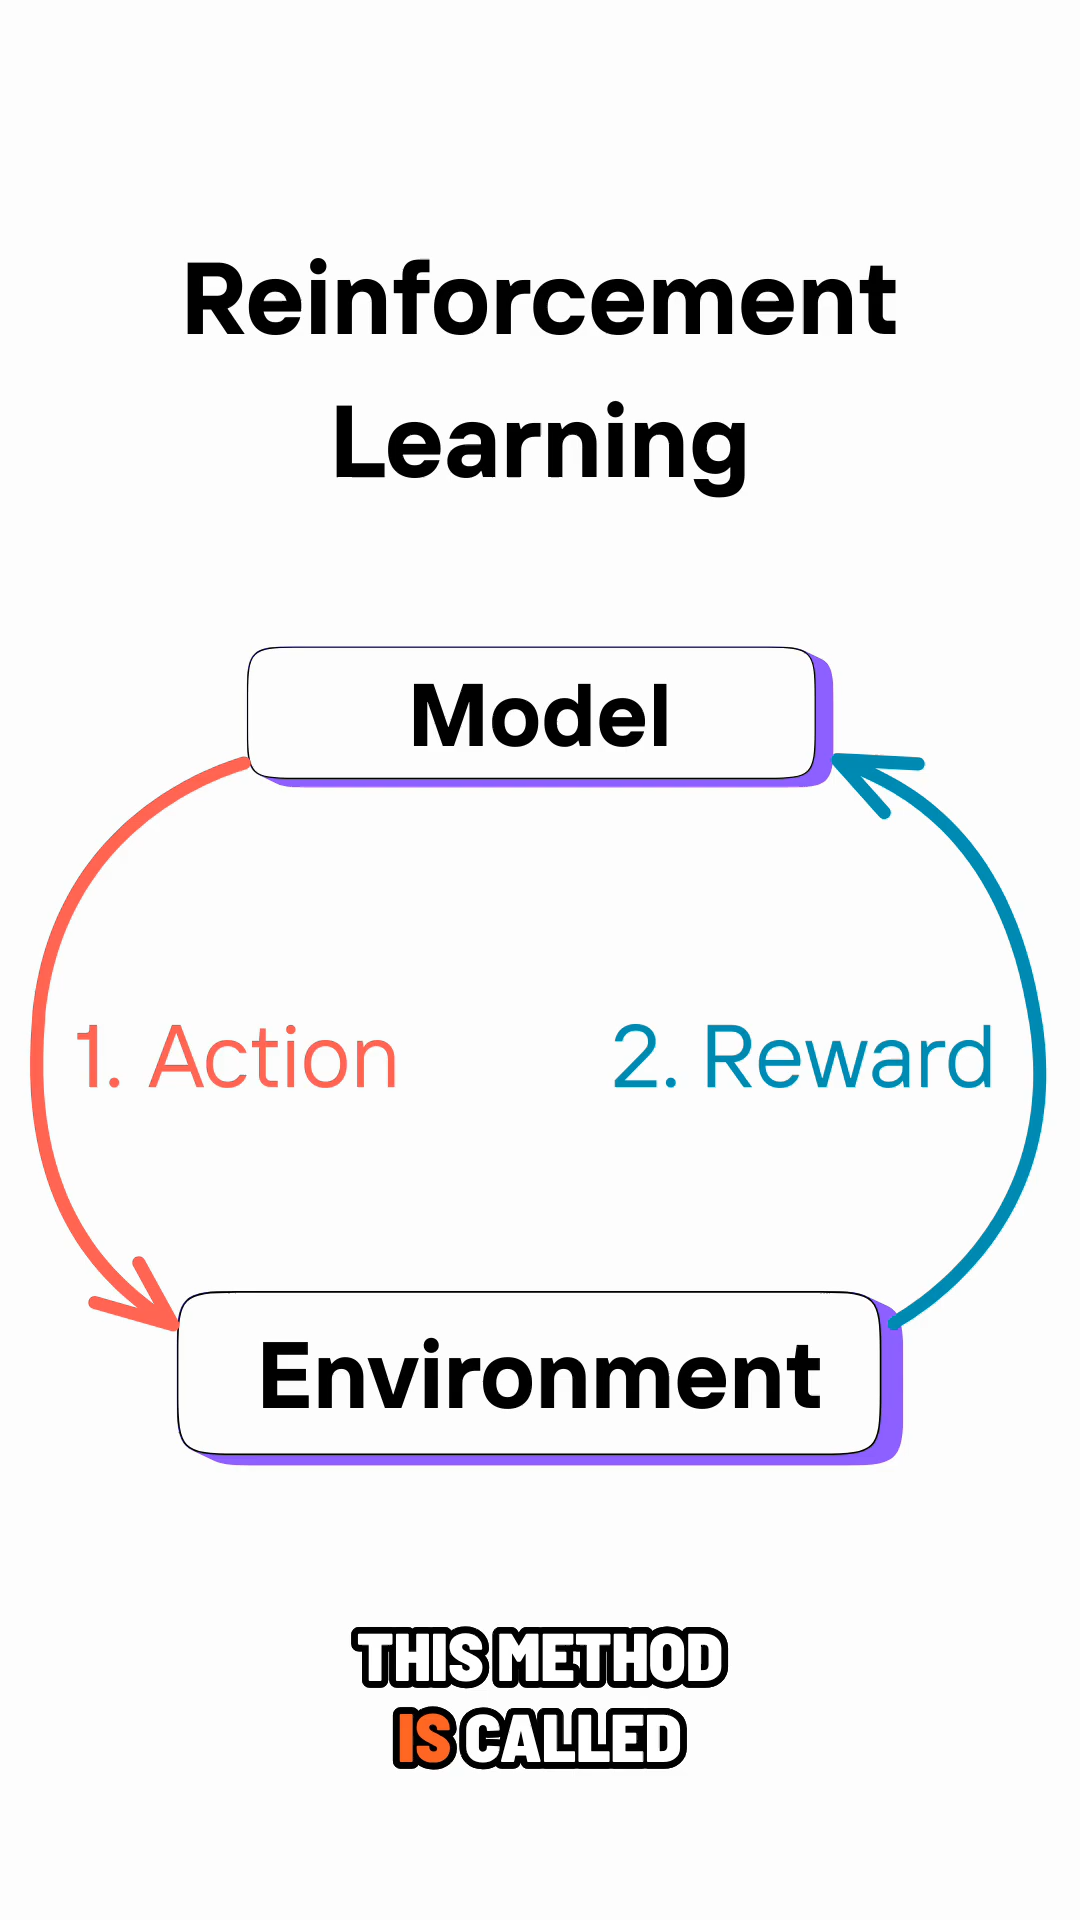 Reinforcement
Learning
Model
1. Action
2. Reward
Environment
THIS METHOD
IS CALLED